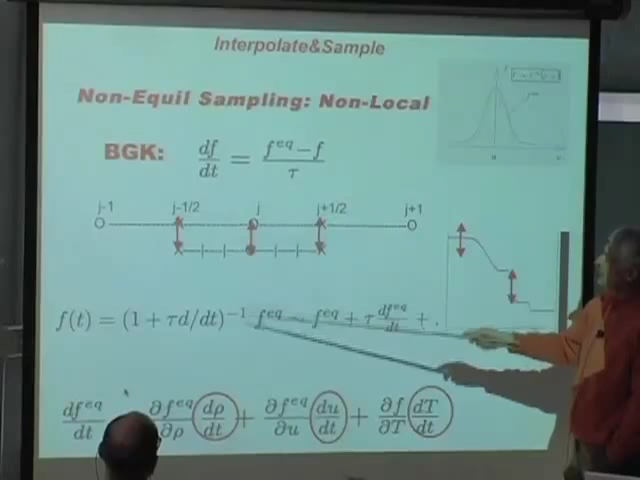 Interpolate&Sample
Non-Equil Sampling: Non-Local
BGK: df/dt = (f^eq − f)/τ
j-1 j-1/2 j j+1/2 j+1
f(t) = (1 + τd/dt)^−1 f^eq − f^eq + τ df^eq/dt + .
df^eq/dt ∂f^eq/∂ρ dρ/dt + ∂f^eq/∂u du/dt + ∂f/∂T dT/dt